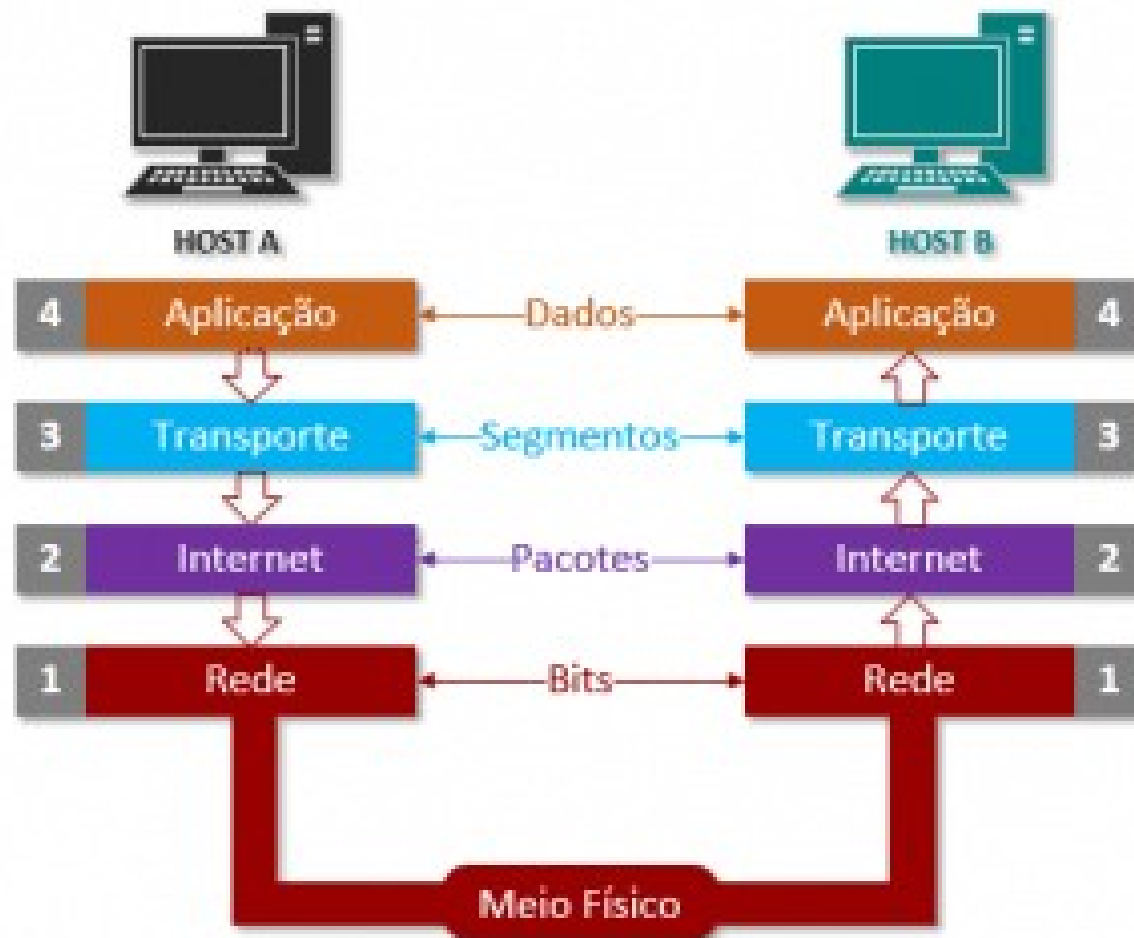 HOST A HOST B
4 Aplicação Dados Aplicação 4
3 Transporte Segmentos Transporte 3
2 Internet Pacotes Internet 2
1 Rede Bits Rede 1
Meio Físico